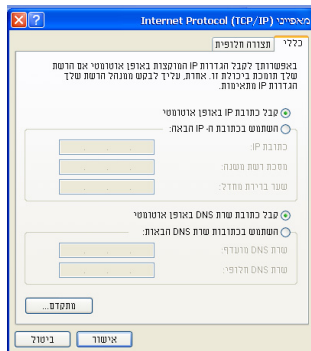 מאפייני Internet Protocol (TCP/IP)
כללי
תצורה חלופית
באפשרותך לקבל הגדרות IP המוקצות באופן אוטומטי אם הרשת
שלך תומכת ביכולת זו. אחרת, עליך לבקש ממנהל הרשת שלך
הגדרות IP מתאימות.
קבל כתובת IP באופן אוטומטי
השתמש בכתובת ה- IP הבאה:
כתובת IP:
מסכת רשת משנה:
שער ברירת מחדל:
קבל כתובת שרת DNS באופן אוטומטי
השתמש בכתובות שרת DNS הבאות:
שרת DNS מועדף:
שרת DNS חלופי:
מתקדם...
אישור
ביטול